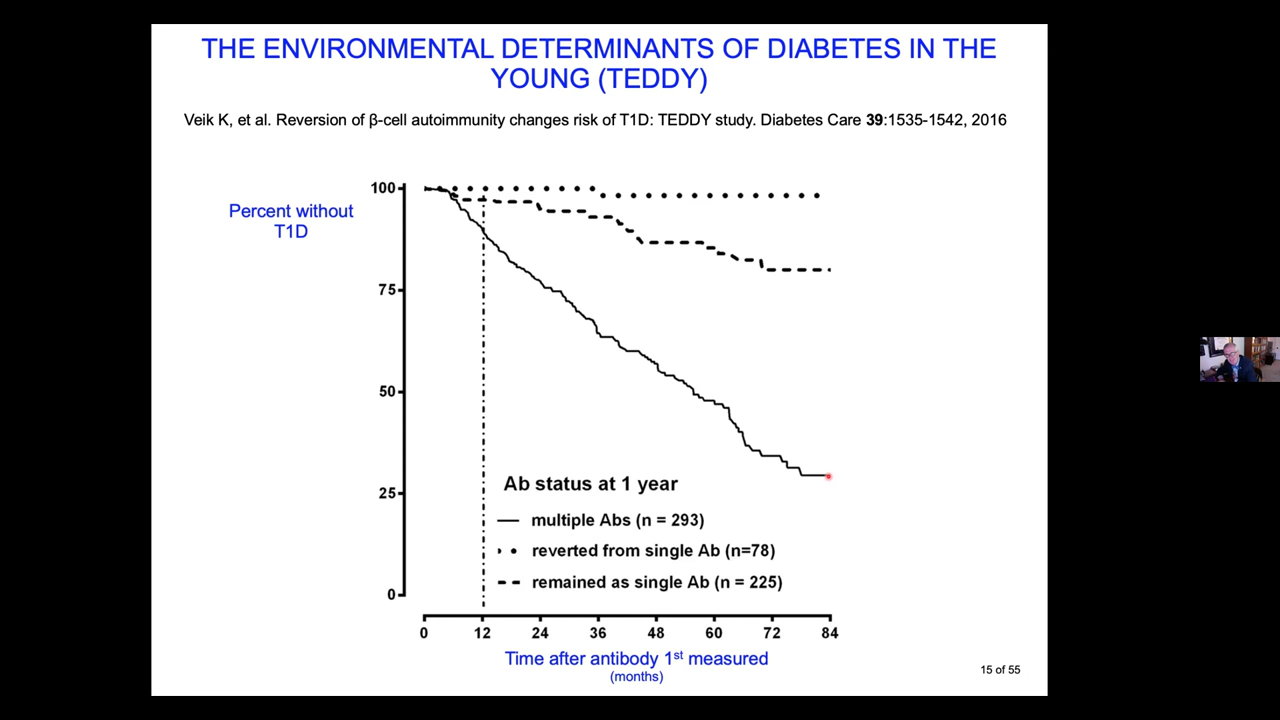 THE ENVIRONMENTAL DETERMINANTS OF DIABETES IN THE
YOUNG (TEDDY)
Veik K, et al. Reversion of β-cell autoimmunity changes risk of T1D: TEDDY study. Diabetes Care 39:1535-1542, 2016
Percent without
T1D
100
75
50
25
0
Ab status at 1 year
multiple Abs (n = 293)
reverted from single Ab (n=78)
remained as single Ab (n = 225)
0 12 24 36 48 60 72 84
Time after antibody 1st measured
(months)
15 of 55